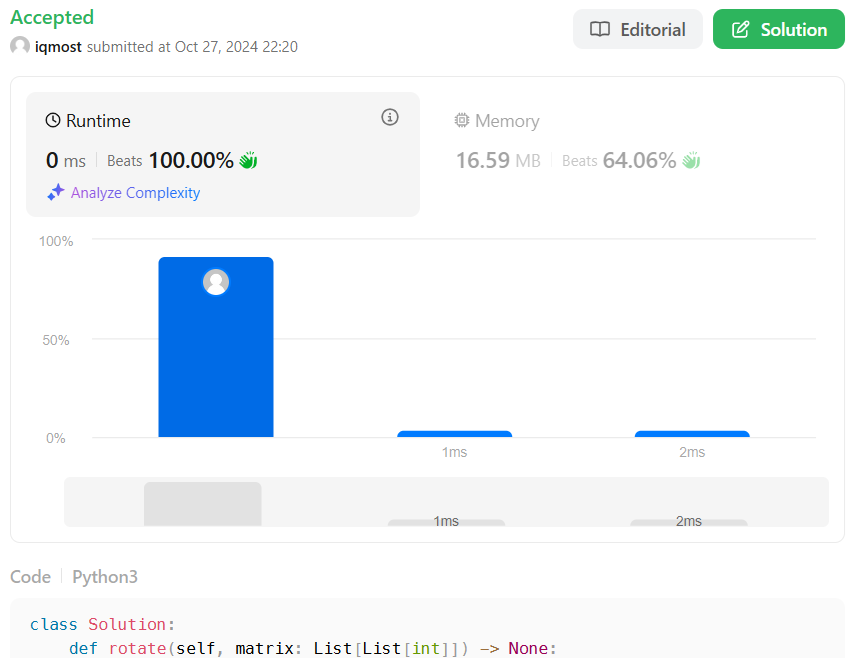 Accepted
iqmost submitted at Oct 27, 2024 22:20
Editorial
Solution
Runtime
0 ms Beats 100.00%
Analyze Complexity
Memory
16.59 MB Beats 64.06%
100%
50%
0%
1ms 2ms
1ms 2ms
Code Python3
class Solution:
def rotate(self, matrix: List[List[int]]) -> None: